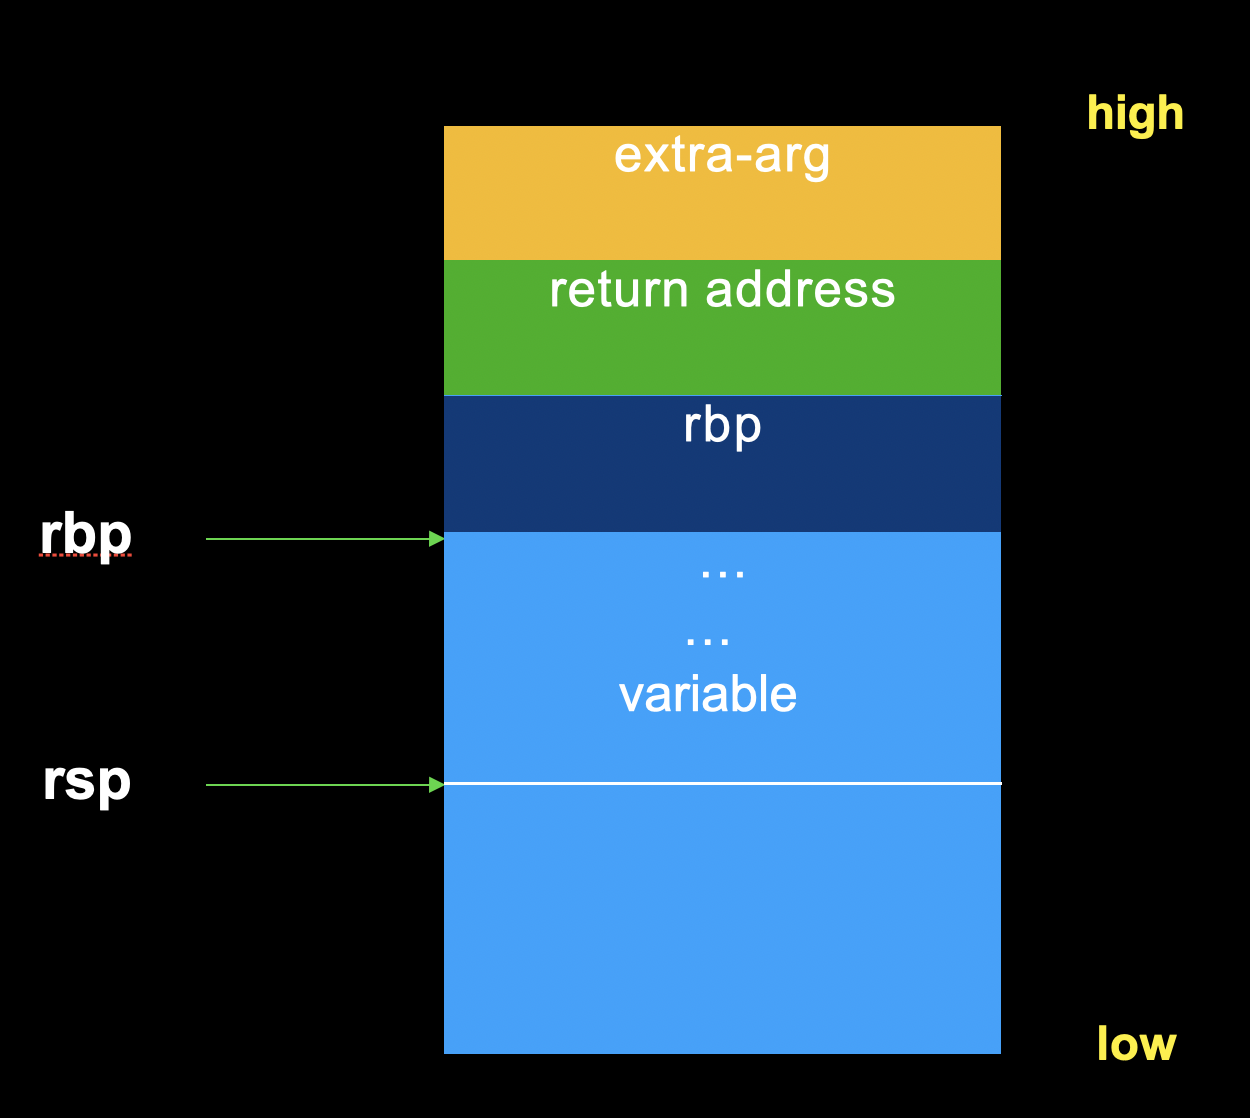 high
extra-arg
return address
rbp
rbp
...
...
variable
rsp
low